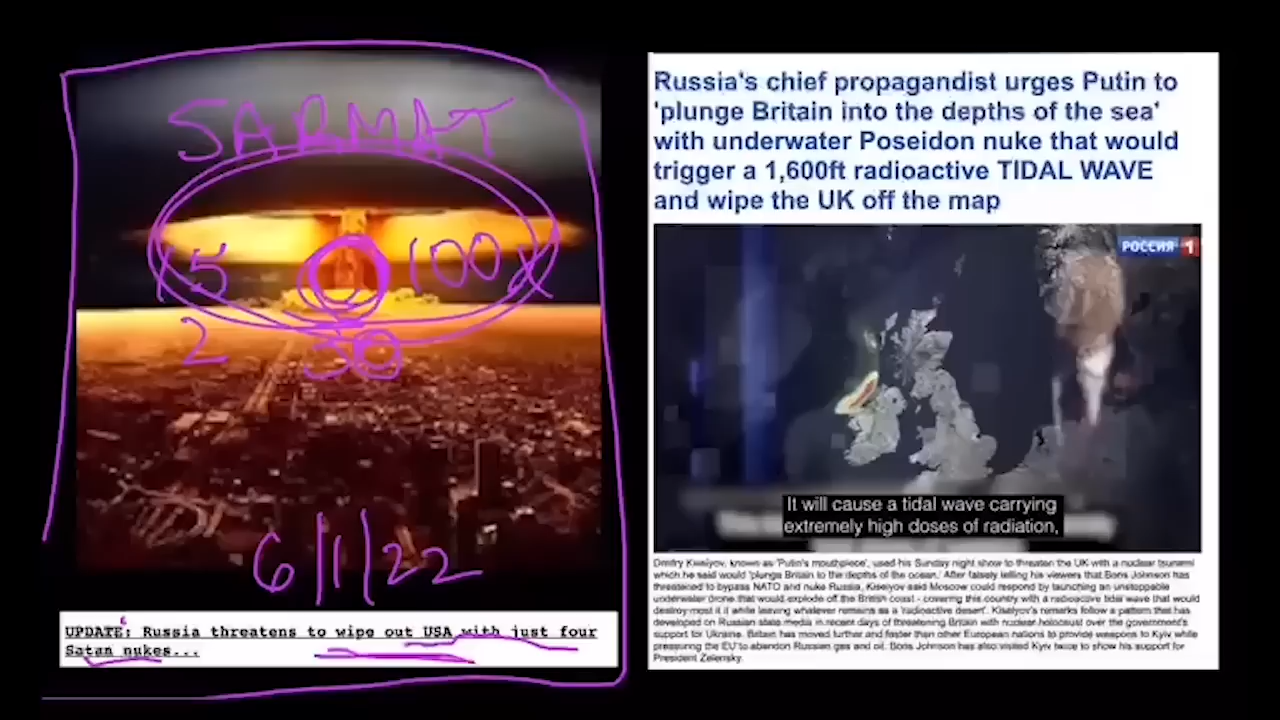 SARMAT
15
100
2
30
6/1/22
UPDATE: Russia threatens to wipe out USA with just four
Satan nukes...
Russia's chief propagandist urges Putin to
'plunge Britain into the depths of the sea'
with underwater Poseidon nuke that would
trigger a 1,600ft radioactive TIDAL WAVE
and wipe the UK off the map
РОССИЯ 1
It will cause a tidal wave carrying
extremely high doses of radiation,
Dmitry Kiselyov, known as 'Putin's mouthpiece', used his Sunday night show to threaten the UK with a nuclear tsunami
which he said would 'plunge Britain to the depths of the ocean.' After falsely telling his viewers that Boris Johnson has
threatened to bypass NATO and nuke Russia, Kiselyov said Moscow could respond by launching an unstoppable
underwater drone that would explode off the British coast - covering this country with a radioactive tidal wave that would
destroy most it it while leaving whatever remains as a 'radioactive desert'. Kiselyov's remarks follow a pattern that has
developed on Russian state media in recent days of threatening Britain with nuclear holocaust over the government's
support for Ukraine. Britain has moved further and faster than other European nations to provide weapons to Kyiv while
pressuring the EU to abandon Russian gas and oil. Boris Johnson has also visited Kyiv twice to show his support for
President Zelensky.